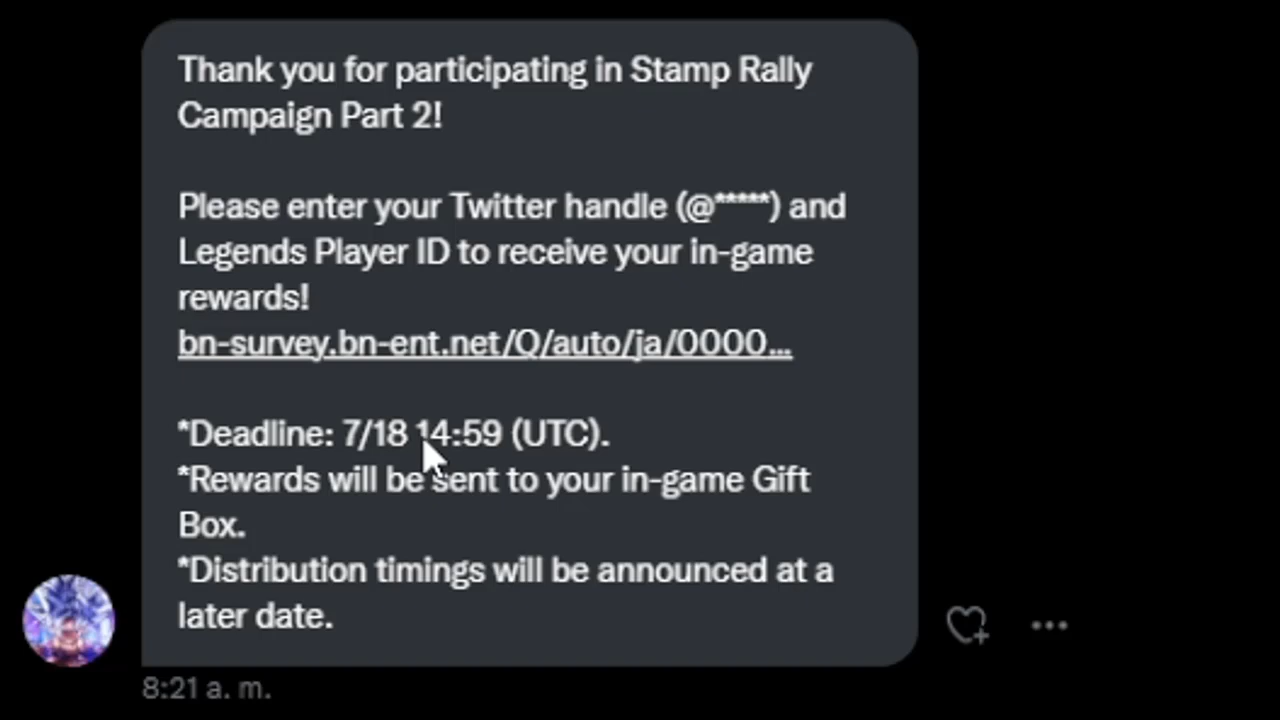 Thank you for participating in Stamp Rally
Campaign Part 2!
Please enter your Twitter handle (@*****) and
Legends Player ID to receive your in-game
rewards!
bn-survey.bn-ent.net/Q/auto/ja/0000...
*Deadline: 7/18 14:59 (UTC).
*Rewards will be sent to your in-game Gift
Box.
*Distribution timings will be announced at a
later date.
8:21 a. m.